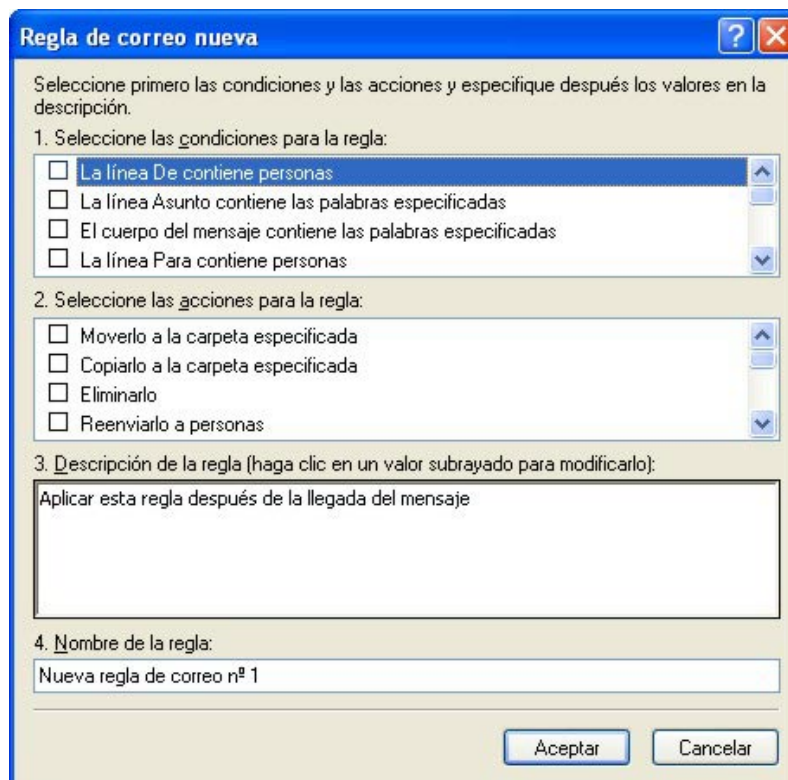 Regla de correo nueva
Seleccione primero las condiciones y las acciones y especifique después los valores en la
descripción.
1. Seleccione las condiciones para la regla:
La línea De contiene personas
La línea Asunto contiene las palabras especificadas
El cuerpo del mensaje contiene las palabras especificadas
La línea Para contiene personas
2. Seleccione las acciones para la regla:
Moverlo a la carpeta especificada
Copiarlo a la carpeta especificada
Eliminarlo
Reenviarlo a personas
3. Descripción de la regla (haga clic en un valor subrayado para modificarlo):
Aplicar esta regla después de la llegada del mensaje
4. Nombre de la regla:
Nueva regla de correo nº 1
Aceptar
Cancelar